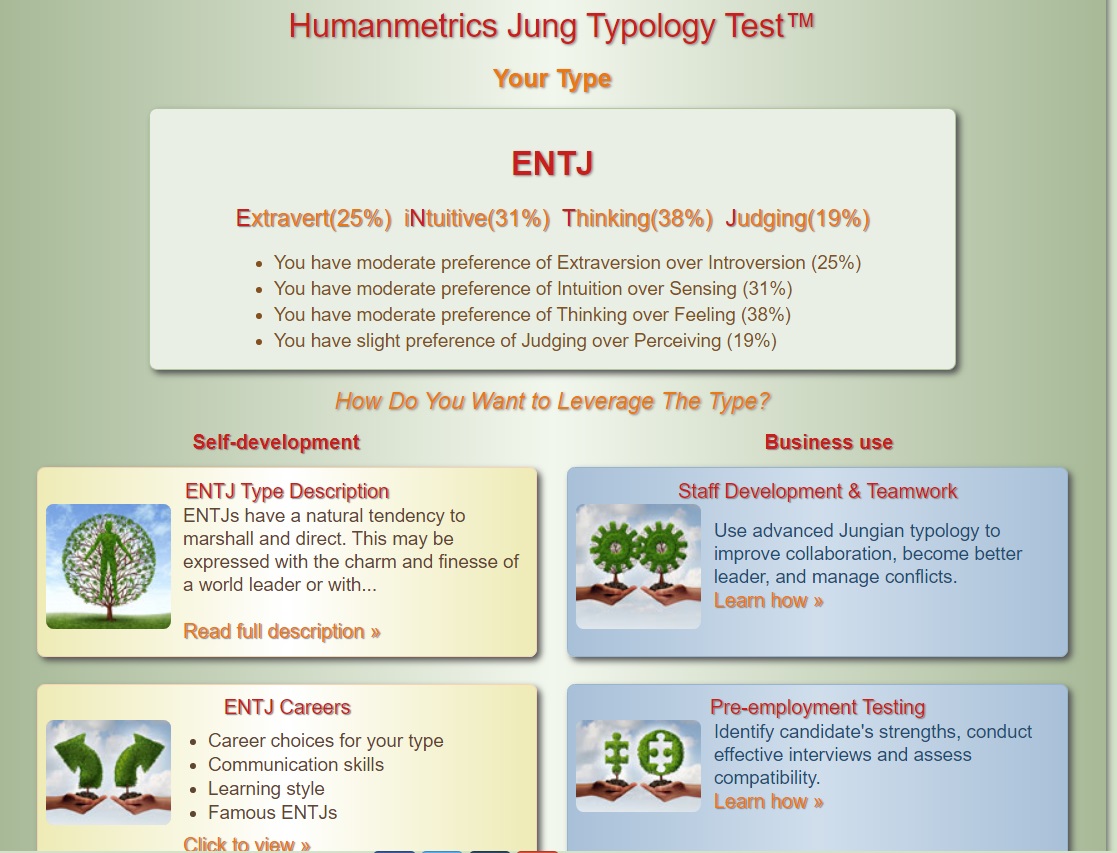 Humanmetrics Jung Typology Test™
Your Type
ENTJ
Extravert(25%) iNtuitive(31%) Thinking(38%) Judging(19%)
• You have moderate preference of Extraversion over Introversion (25%)
• You have moderate preference of Intuition over Sensing (31%)
• You have moderate preference of Thinking over Feeling (38%)
• You have slight preference of Judging over Perceiving (19%)
How Do You Want to Leverage The Type?
Self-development
ENTJ Type Description
ENTJs have a natural tendency to
marshall and direct. This may be
expressed with the charm and finesse of
a world leader or with...
Read full description »
ENTJ Careers
• Career choices for your type
• Communication skills
• Learning style
• Famous ENTJs
Click to view »
Business use
Staff Development & Teamwork
Use advanced Jungian typology to
improve collaboration, become better
leader, and manage conflicts.
Learn how »
Pre-employment Testing
Identify candidate's strengths, conduct
effective interviews and assess
compatibility.
Learn how »